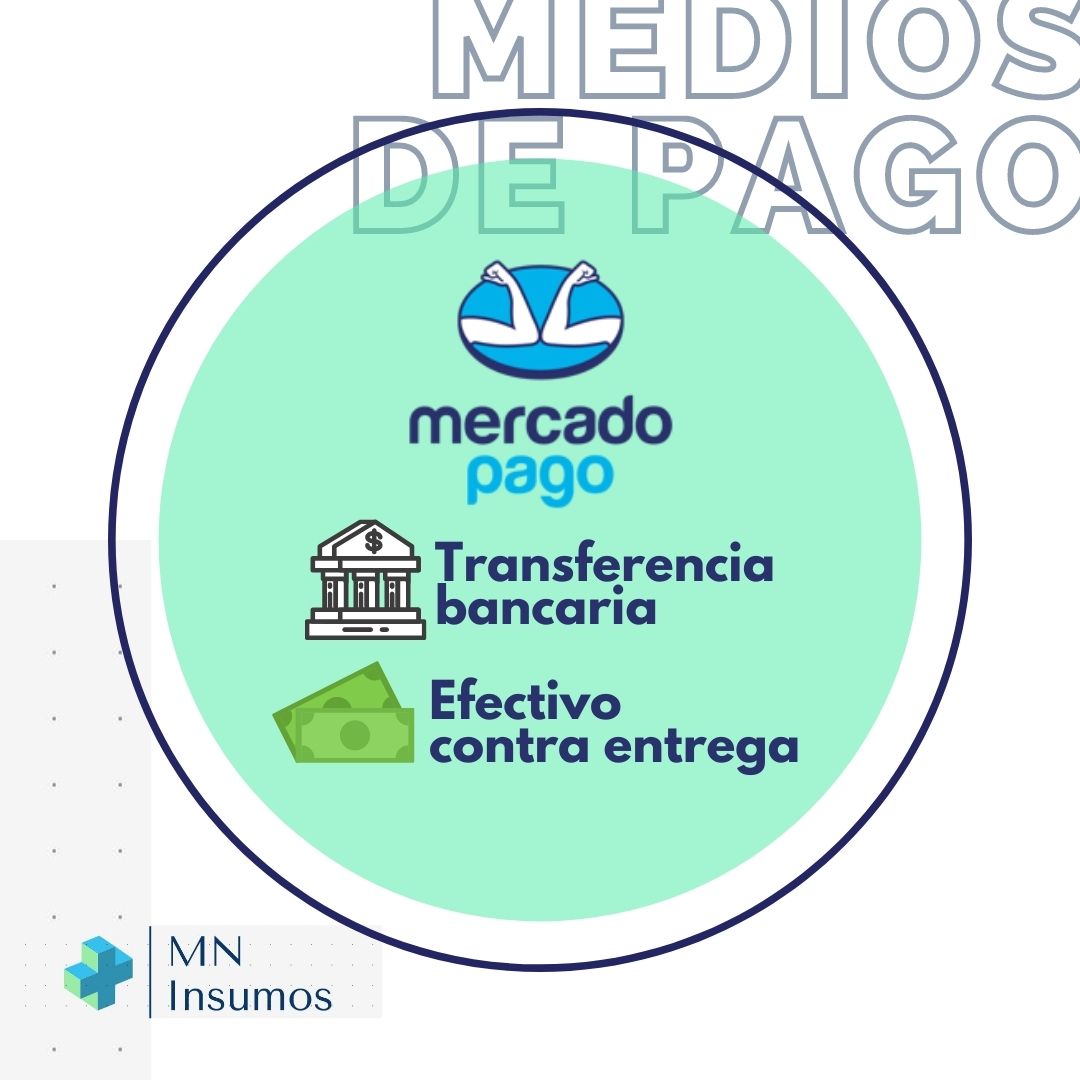 MEDIOS
DE PAGO
mercado
pago
$
Transferencia
bancaria
Efectivo
contra entrega
MN
Insumos